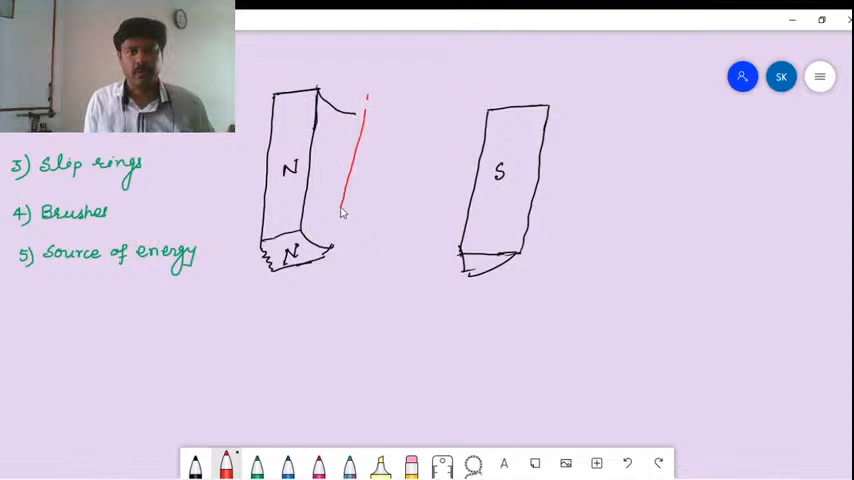 3) Slip rings
4) Brushes
5) Source of energy
N
N
S
SK
A